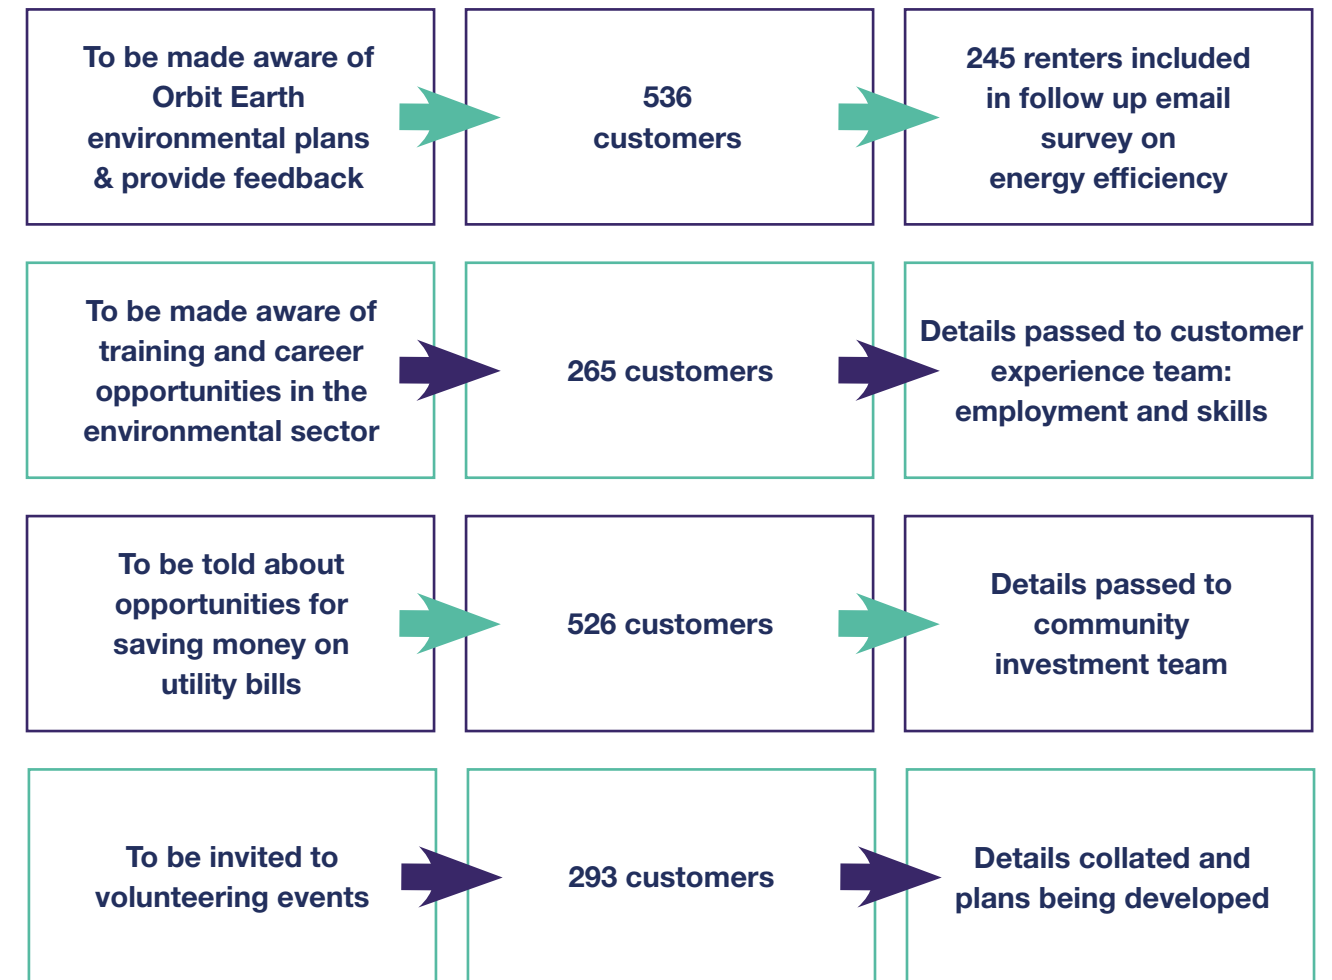 To be made aware of
Orbit Earth
environmental plans
& provide feedback
536
customers
245 renters included
in follow up email
survey on
energy efficiency
To be made aware of
training and career
opportunities in the
environmental sector
265 customers
Details passed to customer
experience team:
employment and skills
To be told about
opportunities for
saving money on
utility bills
526 customers
Details passed to
community
investment team
To be invited to
volunteering events
293 customers
Details collated and
plans being developed